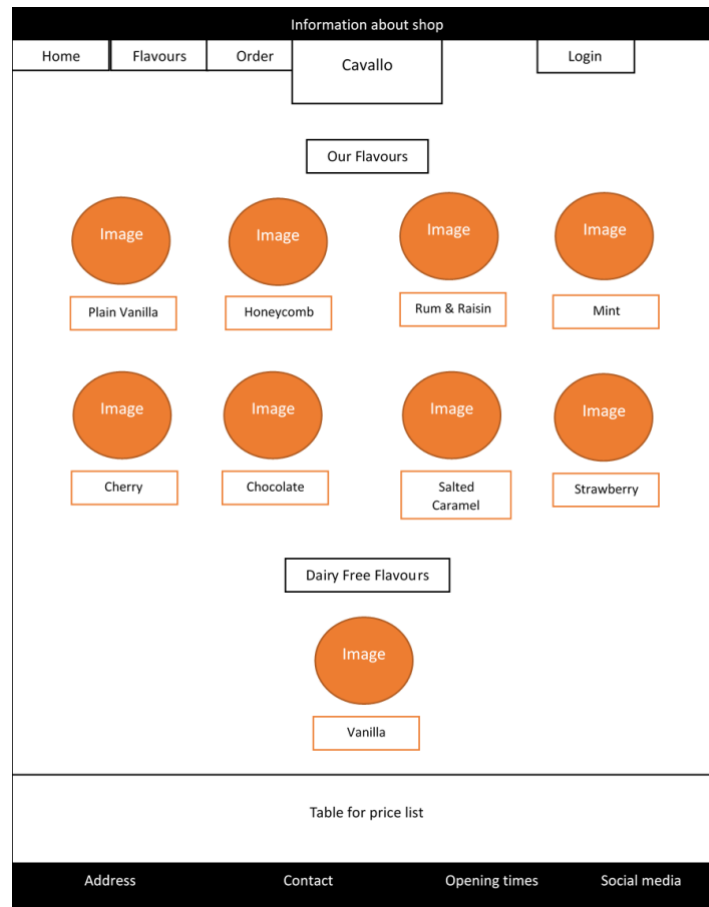 Information about shop
Home
Flavours
Order
Cavallo
Login
Our Flavours
Image
Image
Image
Image
Plain Vanilla
Honeycomb
Rum & Raisin
Mint
Image
Image
Image
Image
Cherry
Chocolate
Salted
Caramel
Strawberry
Dairy Free Flavours
Image
Vanilla
Table for price list
Address
Contact
Opening times
Social media